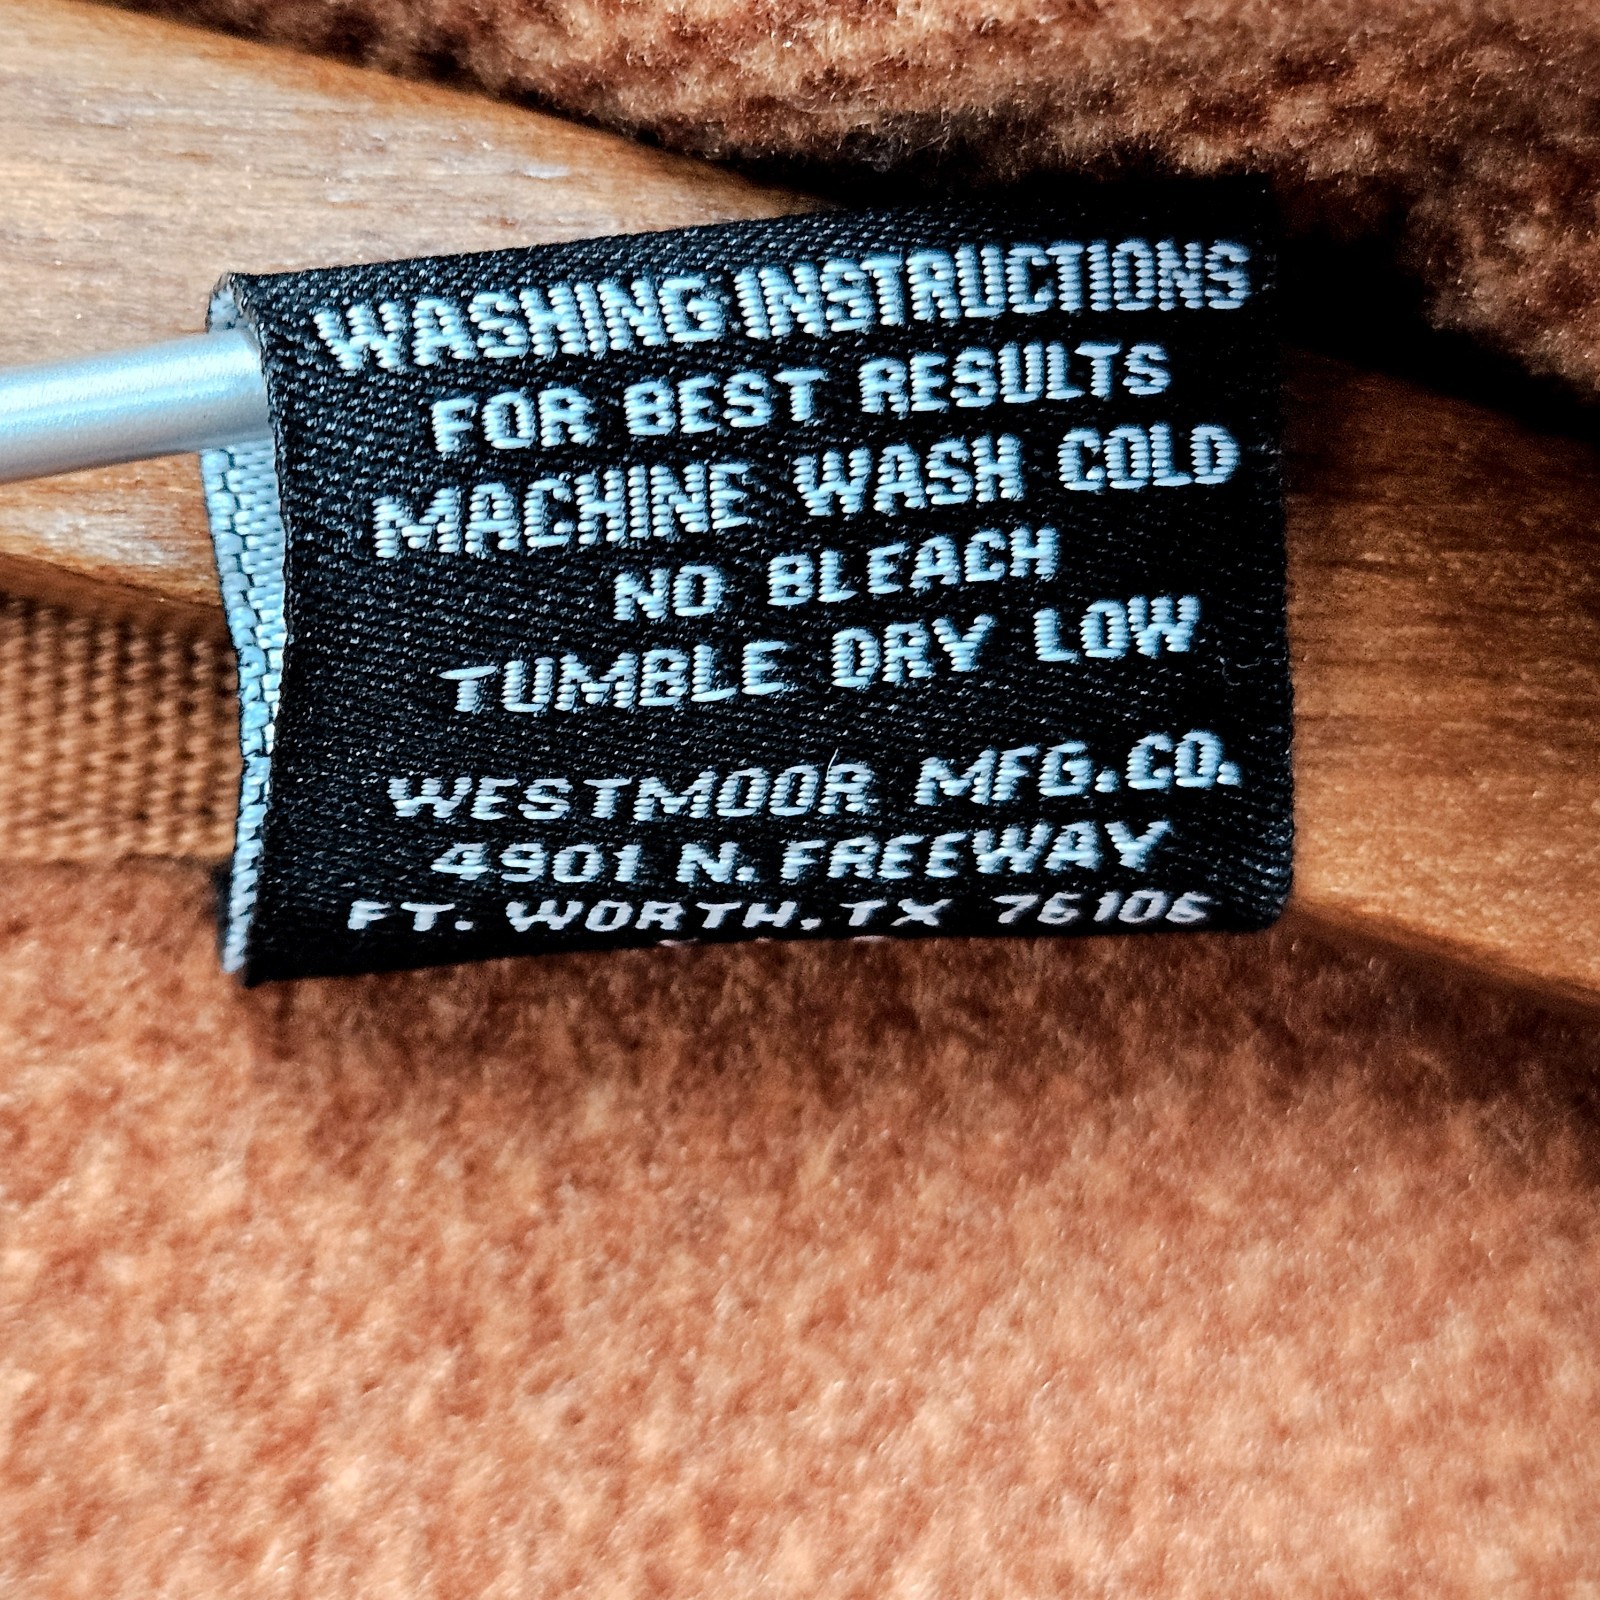 WASHING INSTRUCTIONS
FOR BEST RESULTS
MACHINE WASH COLD
NO BLEACH
TUMBLE DRY LOW
WESTMOOR MFG.CO.
4901 N. FREEWAY
FT. WORTH, TX 76106